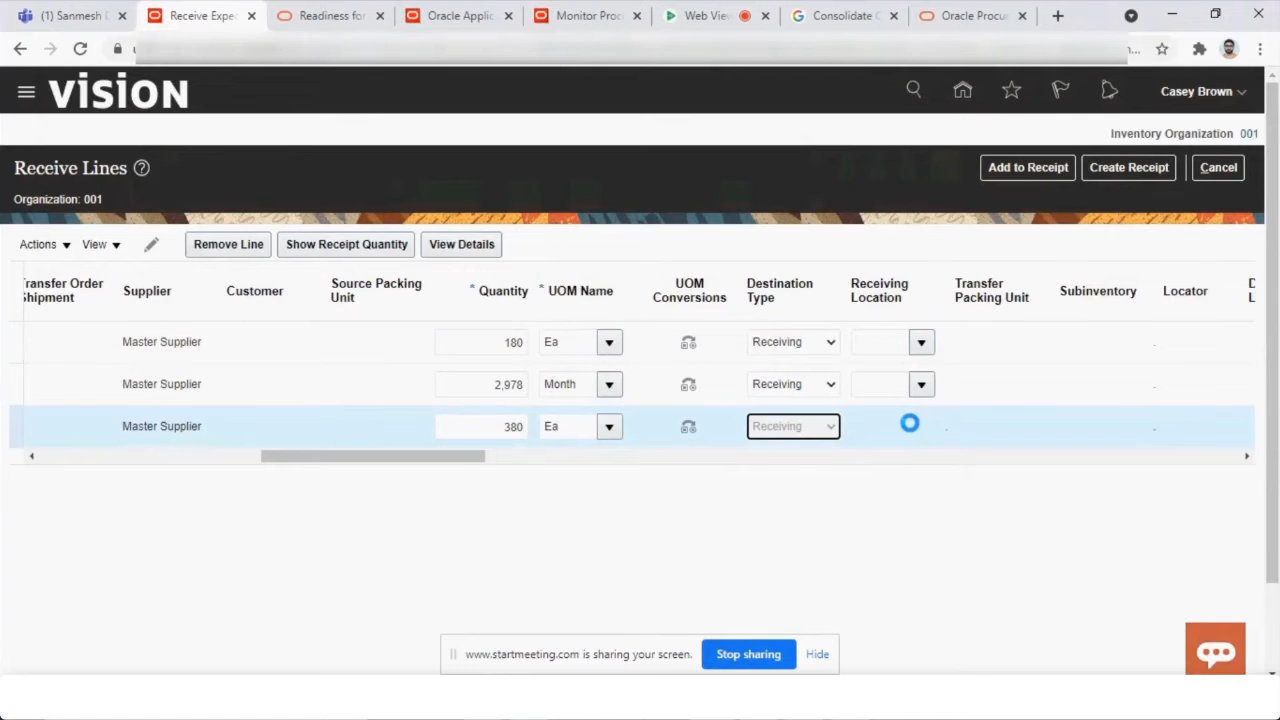 (1) Sanmesh
Receive Expe
Readiness for
Oracle Applic
Monitor Proc
Web Vie
Consolidate
Oracle Procur
vision
Casey Brown
Inventory Organization 001
Receive Lines
Add to Receipt
Create Receipt
Cancel
Organization: 001
Actions
View
Remove Line
Show Receipt Quantity
View Details
Transfer Order Shipment
Supplier
Customer
Source Packing Unit
* Quantity
* UOM Name
UOM Conversions
Destination Type
Receiving Location
Transfer Packing Unit
Subinventory
Locator
Master Supplier 180 Ea Receiving
Master Supplier 2,978 Month Receiving
Master Supplier 380 Ea Receiving
www.startmeeting.com is sharing your screen.
Stop sharing
Hide